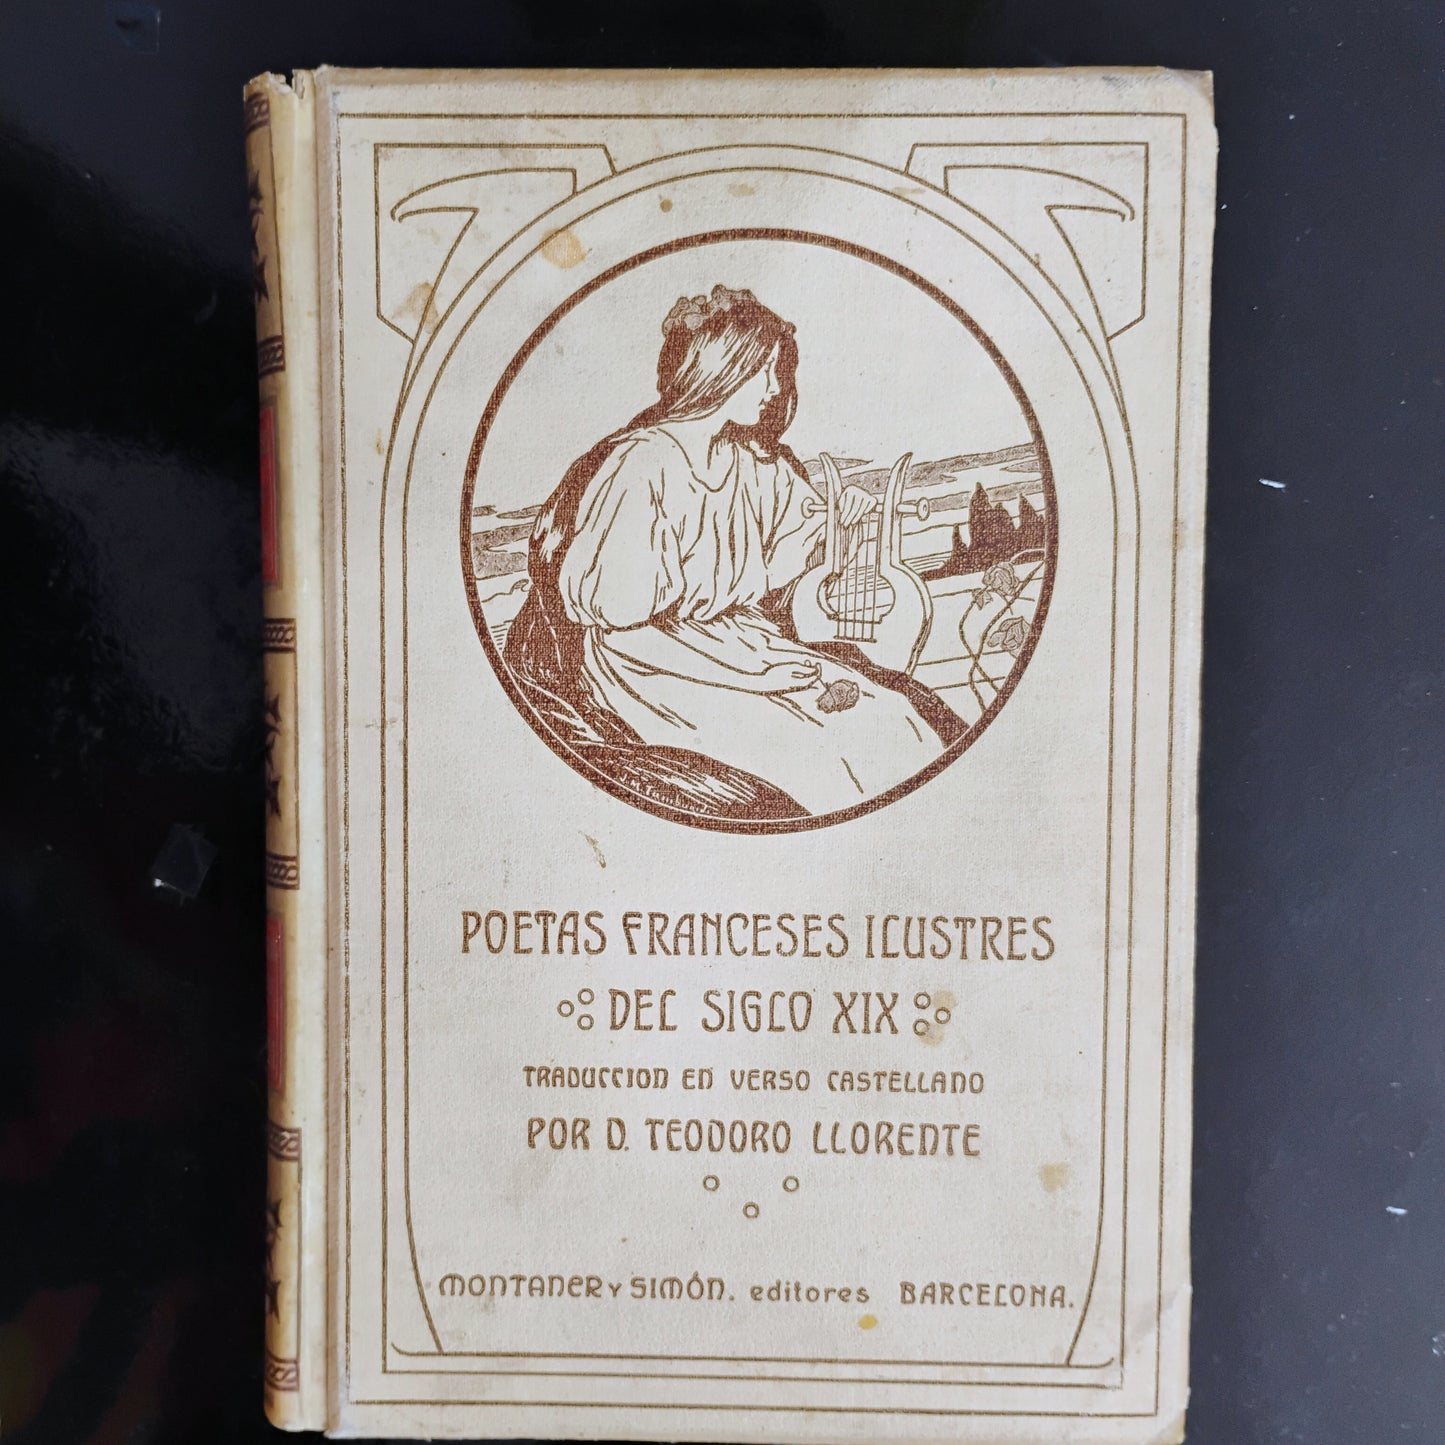 POETAS FRANCESES ILUSTRES
DEL SIGLO XIX
TRADUCCION EN VERSO CASTELLANO
POR D. TEODORO LLORENTE
MONTANER Y SIMÓN. editores BARCELONA.